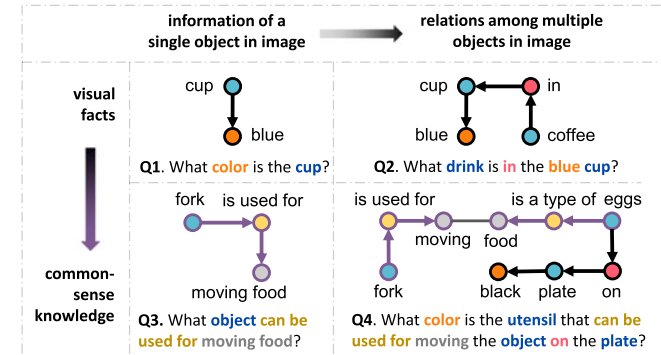 information of a
single object in image
relations among multiple
objects in image
visual
facts
cup
blue
Q1. What color is the cup?
cup
in
blue
coffee
Q2. What drink is in the blue cup?
common-
sense
knowledge
fork
is used for
moving food
Q3. What object can be
used for moving food?
is used for
is a type of
eggs
moving
food
fork
black
plate
on
Q4. What color is the utensil that can be
used for moving the object on the plate?